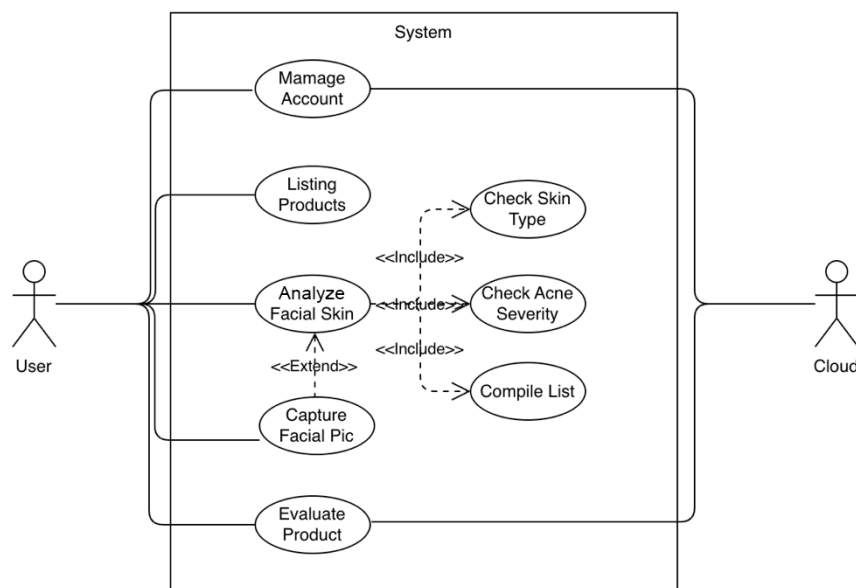 System
Mamage
Account
Listing
Products
Check Skin
Type
<<Include>>
Analyze
Facial Skin
<<Include>>
Check Acne
Severity
User
Cloud
<<Include>>
<<Extend>>
Compile List
Capture
Facial Pic
Evaluate
Product